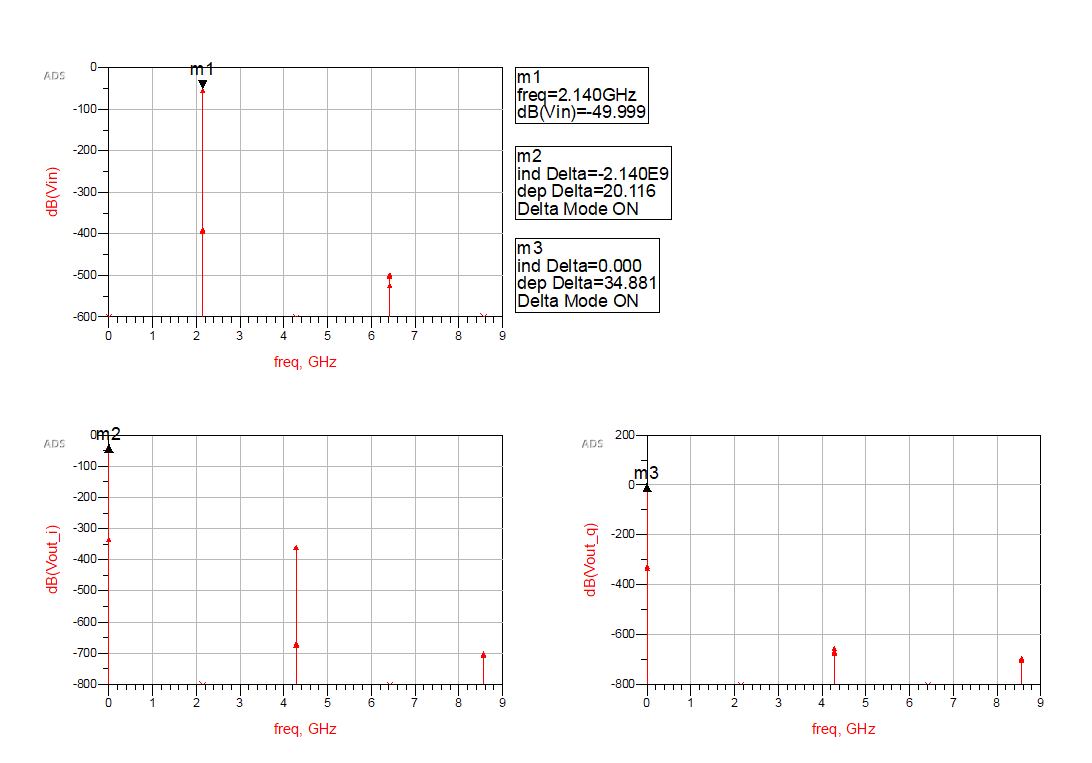 ADS
m1
0
-100
-200
-300
-400
-500
-600
dB(Vin)
0 1 2 3 4 5 6 7 8 9
freq, GHz
m1
freq=2.140GHz
dB(Vin)=-49.999
m2
ind Delta=-2.140E9
dep Delta=20.116
Delta Mode ON
m3
ind Delta=0.000
dep Delta=34.881
Delta Mode ON
ADS
m2
0
-100
-200
-300
-400
-500
-600
-700
-800
dB(Vout_i)
0 1 2 3 4 5 6 7 8 9
freq, GHz
ADS
m3
200
0
-200
-400
-600
-800
dB(Vout_q)
0 1 2 3 4 5 6 7 8 9
freq, GHz